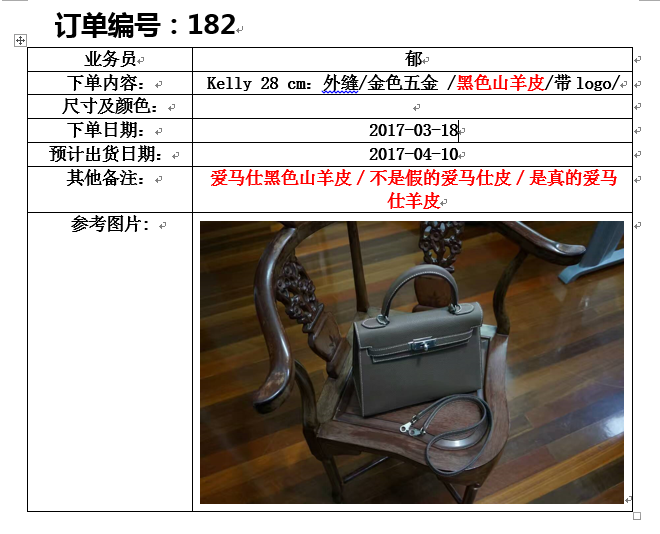 订单编号：182
业务员
郁
下单内容：
Kelly 28 cm：外缝/金色五金 /黑色山羊皮/带 logo/
尺寸及颜色：
下单日期：
2017-03-18
预计出货日期：
2017-04-10
其他备注：
爱马仕黑色山羊皮 / 不是假的爱马仕皮 / 是真的爱马
仕羊皮
参考图片：